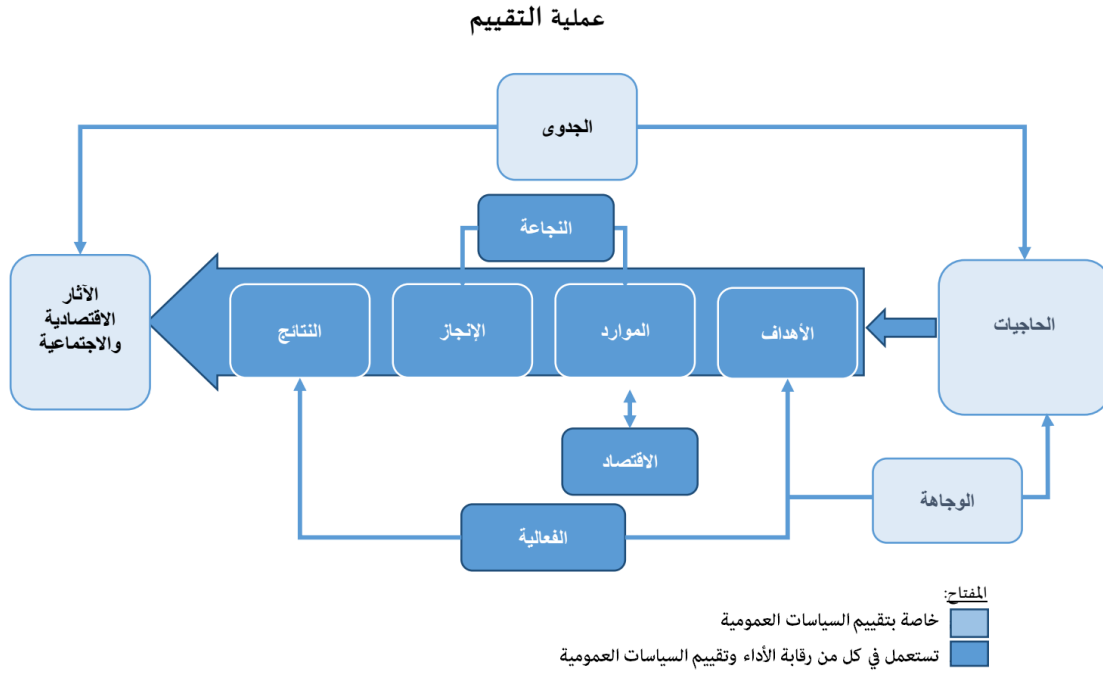 عملية التقييم
الجدوى
النجاعة
الحاجيات
الأهداف
الموارد
الإنجاز
النتائج
الآثار
الاقتصادية
والاجتماعية
الاقتصاد
الوجاهة
الفعالية
المفتاح:
خاصة بتقييم السياسات العمومية
تستعمل في كل من رقابة الأداء وتقييم السياسات العمومية